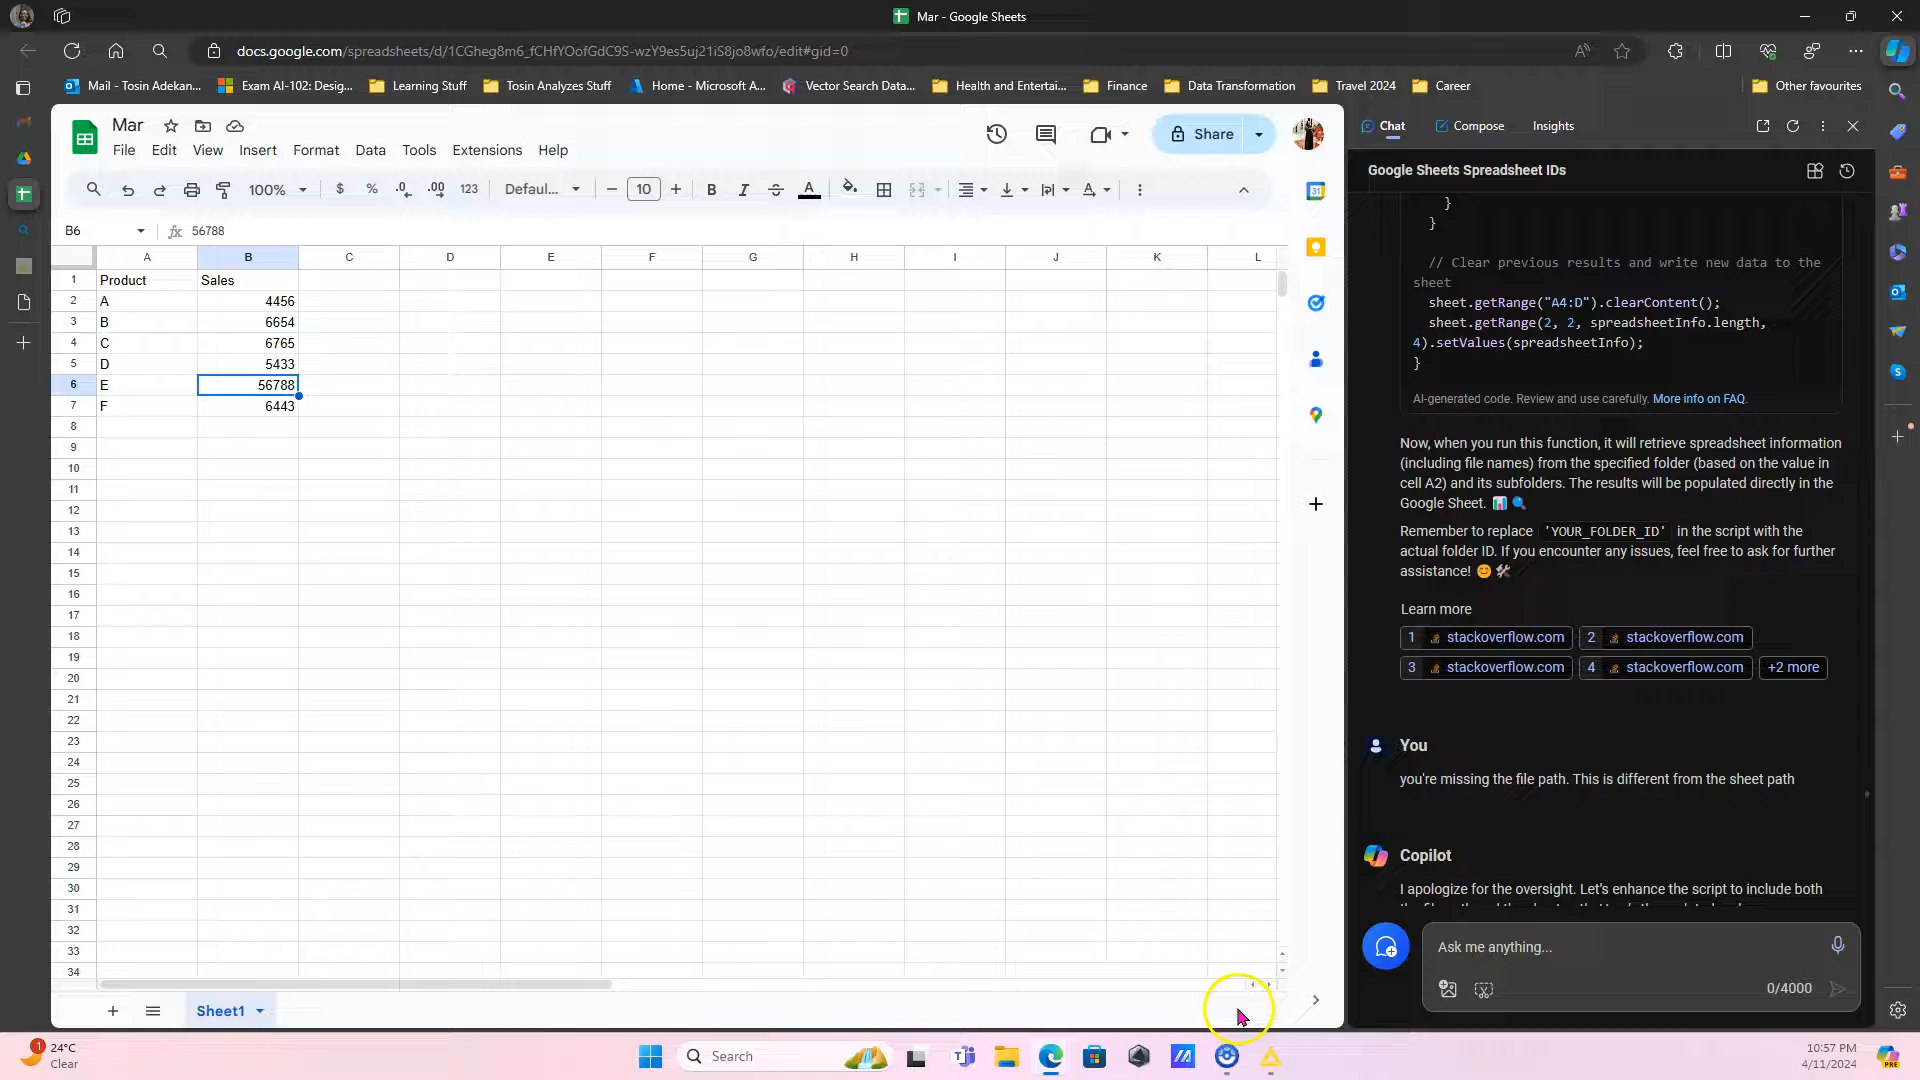 Mar - Google Sheets
docs.google.com/spreadsheets/d/1CGheg8m6_fCHfYOofGdC9S-wzY9es5uj21iS8jo8wfo/edit#gid=0
Mail - Tosin Adekan...
Exam AI-102: Desig...
Learning Stuff
Tosin Analyzes Stuff
Home - Microsoft A...
Vector Search Data...
Health and Entertai...
Finance
Data Transformation
Travel 2024
Career
Other favourites
Mar
File Edit View Insert Format Data Tools Extensions Help
Share
100% $ % .0 .00 123 Defaul... 10 B I A
B6 fx 56788
A B C D E F G H I J K L
1 Product Sales
2 A 4456
3 B 6654
4 C 6765
5 D 5433
6 E 56788
7 F 6443
8
9
10
11
12
13
14
15
16
17
18
19
20
21
22
23
24
25
26
27
28
29
30
31
32
33
34
Sheet1
Chat Compose Insights
Google Sheets Spreadsheet IDs
}
}
// Clear previous results and write new data to the
sheet
sheet.getRange("A4:D").clearContent();
sheet.getRange(2, 2, spreadsheetInfo.length,
4).setValues(spreadsheetInfo);
}
AI-generated code. Review and use carefully. More info on FAQ.
Now, when you run this function, it will retrieve spreadsheet information
(including file names) from the specified folder (based on the value in
cell A2) and its subfolders. The results will be populated directly in the
Google Sheet. 📊 🔍
Remember to replace 'YOUR_FOLDER_ID' in the script with the
actual folder ID. If you encounter any issues, feel free to ask for further
assistance! 😊 🛠
Learn more
1 stackoverflow.com 2 stackoverflow.com
3 stackoverflow.com 4 stackoverflow.com +2 more
You
you're missing the file path. This is different from the sheet path
Copilot
I apologize for the oversight. Let's enhance the script to include both
Ask me anything...
0/4000
1
24°C
Clear
Search
10:57 PM
4/11/2024
PRE
31